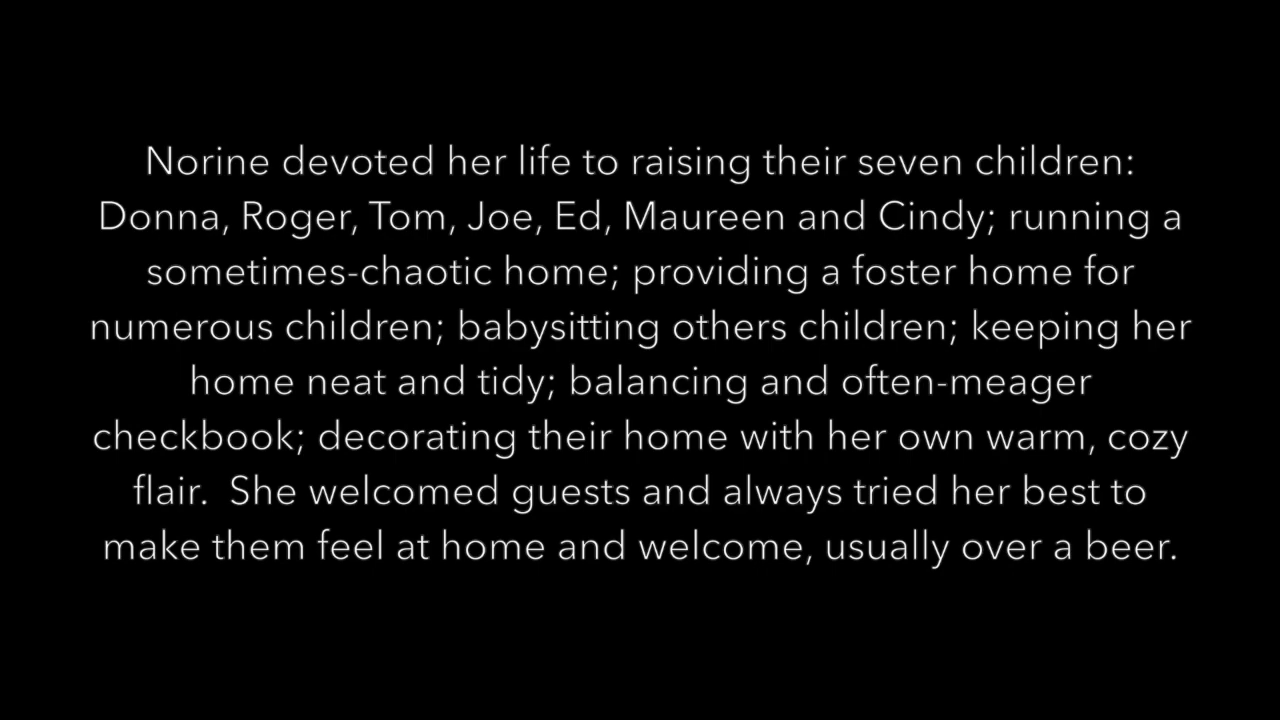 Norine devoted her life to raising their seven children:
Donna, Roger, Tom, Joe, Ed, Maureen and Cindy; running a
sometimes-chaotic home; providing a foster home for
numerous children; babysitting others children; keeping her
home neat and tidy; balancing and often-meager
checkbook; decorating their home with her own warm, cozy
flair.  She welcomed guests and always tried her best to
make them feel at home and welcome, usually over a beer.